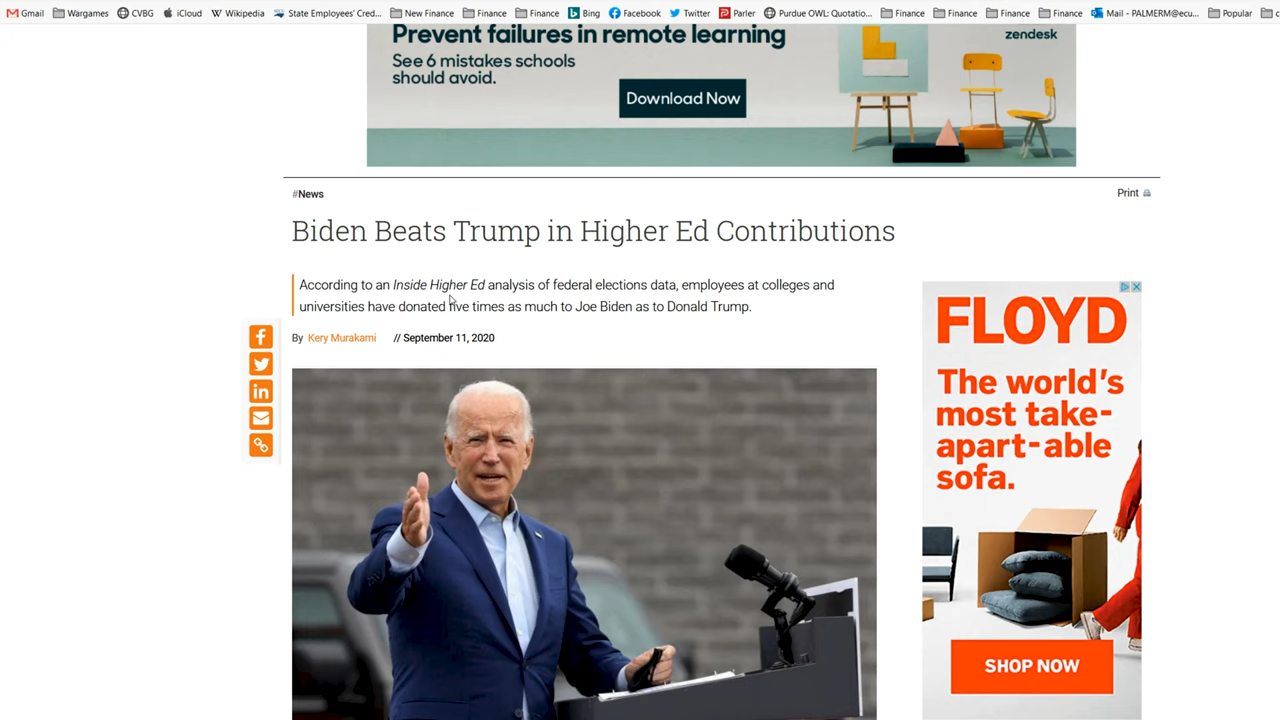 Gmail Wargames CVBG iCloud Wikipedia State Employees' Cred... New Finance Finance Finance Bing Facebook Twitter Parler Purdue OWL: Quotatio... Finance Finance Finance Finance Mail - PALMERM@ecu... Popular c
Prevent failures in remote learning
zendesk
See 6 mistakes schools
should avoid.
Download Now
#News
Print
Biden Beats Trump in Higher Ed Contributions
According to an Inside Higher Ed analysis of federal elections data, employees at colleges and
universities have donated five times as much to Joe Biden as to Donald Trump.
By Kery Murakami // September 11, 2020
FLOYD
The world's
most take-
apart-able
sofa.
SHOP NOW